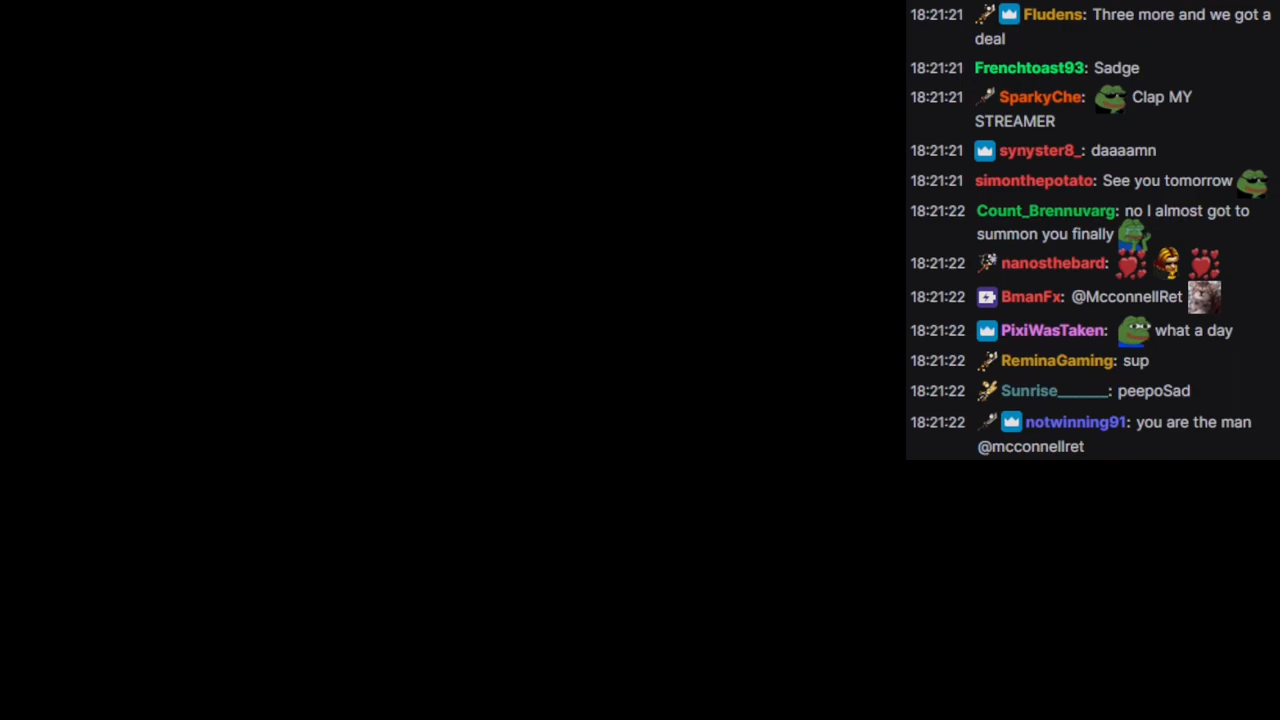 18:21:21 Fludens: Three more and we got a
deal
18:21:21 Frenchtoast93: Sadge
18:21:21 SparkyChe: Clap MY
STREAMER
18:21:21 synyster8_: daaaamn
18:21:21 simonthepotato: See you tomorrow
18:21:22 Count_Brennuvarg: no I almost got to
summon you finally
18:21:22 nanosthebard:
18:21:22 BmanFx: @McconnellRet
18:21:22 PixiWasTaken: what a day
18:21:22 ReminaGaming: sup
18:21:22 Sunrise______: peepoSad
18:21:22 notwinning91: you are the man
@mcconnellret